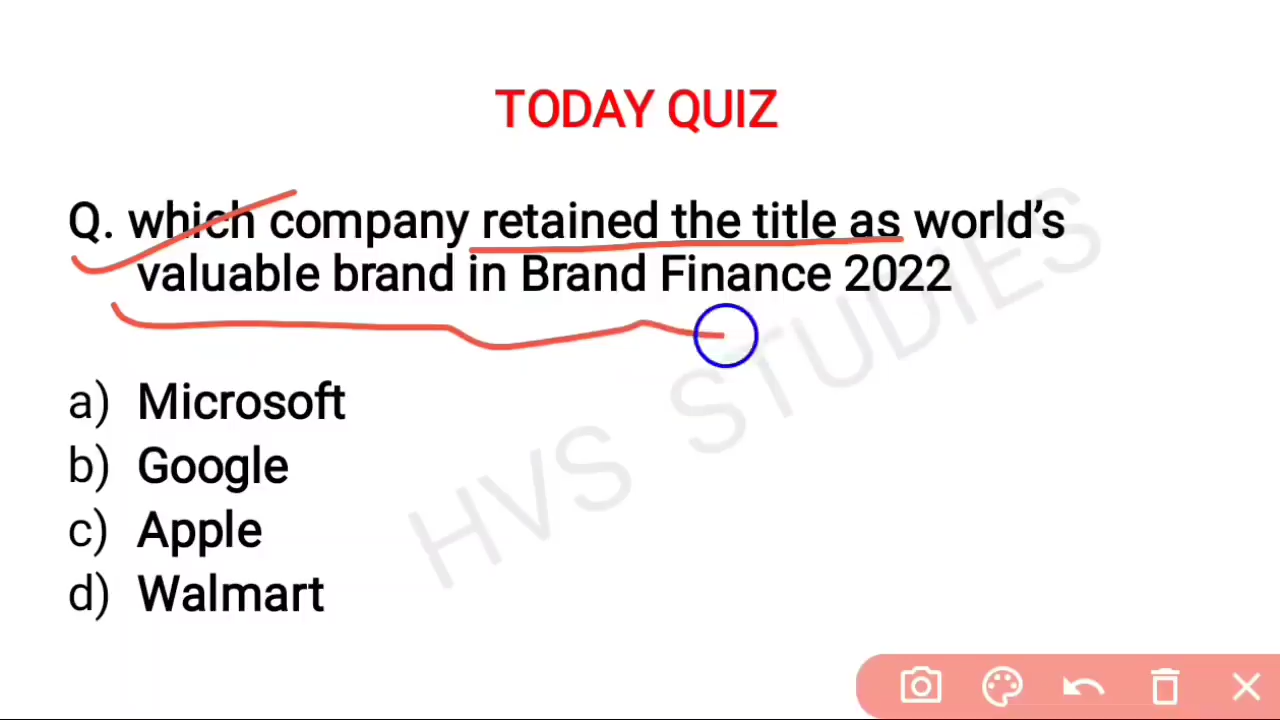 TODAY QUIZ
Q. which company retained the title as world's
valuable brand in Brand Finance 2022
a) Microsoft
b) Google
c) Apple
d) Walmart
HVS STUDIES